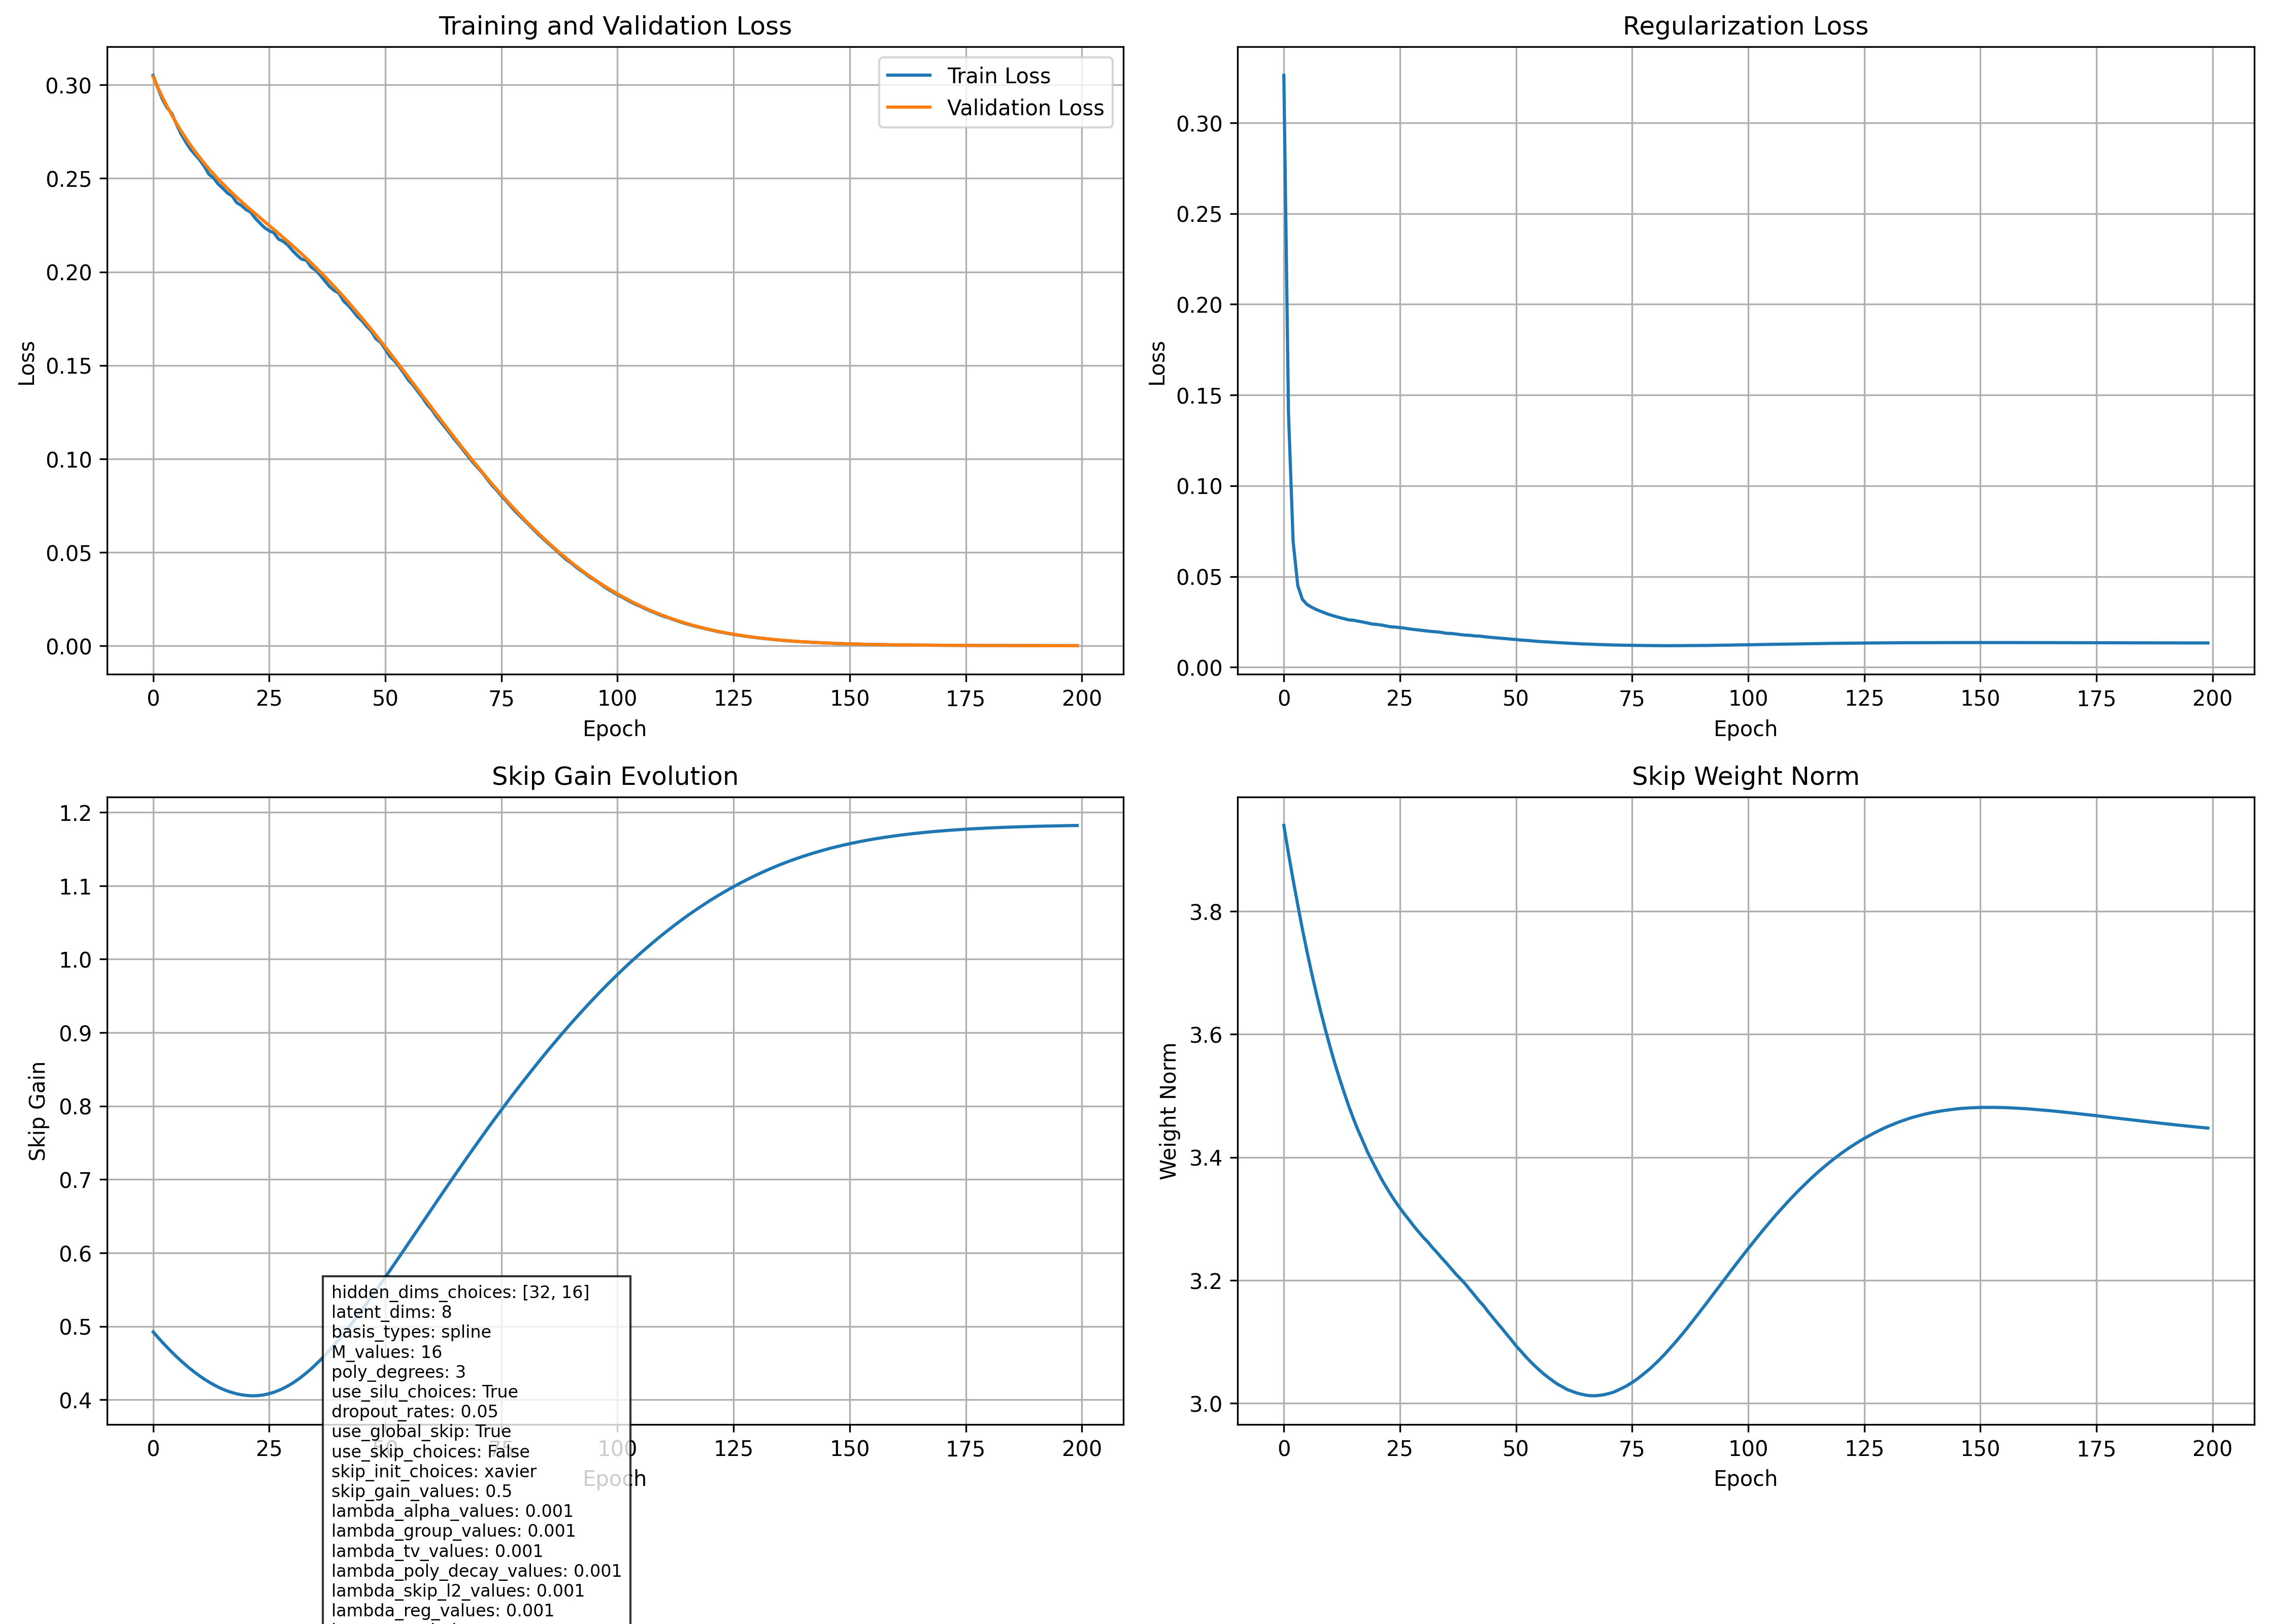 Training and Validation Loss
Loss
0.30
0.25
0.20
0.15
0.10
0.05
0.00
Train Loss
Validation Loss
0 25 50 75 100 125 150 175 200
Epoch
Regularization Loss
Loss
0.30
0.25
0.20
0.15
0.10
0.05
0.00
0 25 50 75 100 125 150 175 200
Epoch
Skip Gain Evolution
Skip Gain
1.2
1.1
1.0
0.9
0.8
0.7
0.6
0.5
0.4
0 25 50 75 100 125 150 175 200
Epoch
hidden_dims_choices: [32, 16]
latent_dims: 8
basis_types: spline
M_values: 16
poly_degrees: 3
use_silu_choices: True
dropout_rates: 0.05
use_global_skip: True
use_skip_choices: False
skip_init_choices: xavier
skip_gain_values: 0.5
lambda_alpha_values: 0.001
lambda_group_values: 0.001
lambda_tv_values: 0.001
lambda_poly_decay_values: 0.001
lambda_skip_l2_values: 0.001
lambda_reg_values: 0.001
Skip Weight Norm
Weight Norm
3.8
3.6
3.4
3.2
3.0
0 25 50 75 100 125 150 175 200
Epoch